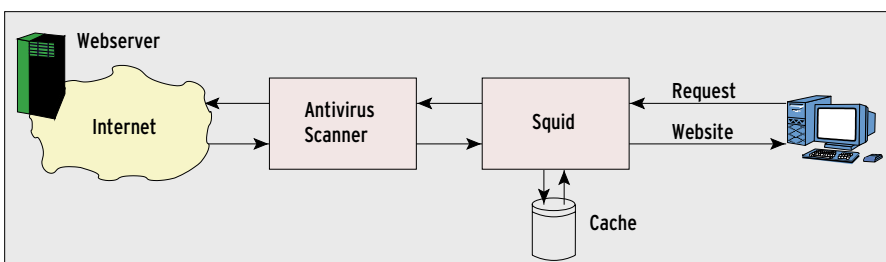 Webserver
Internet
Antivirus
Scanner
Squid
Request
Website
Cache